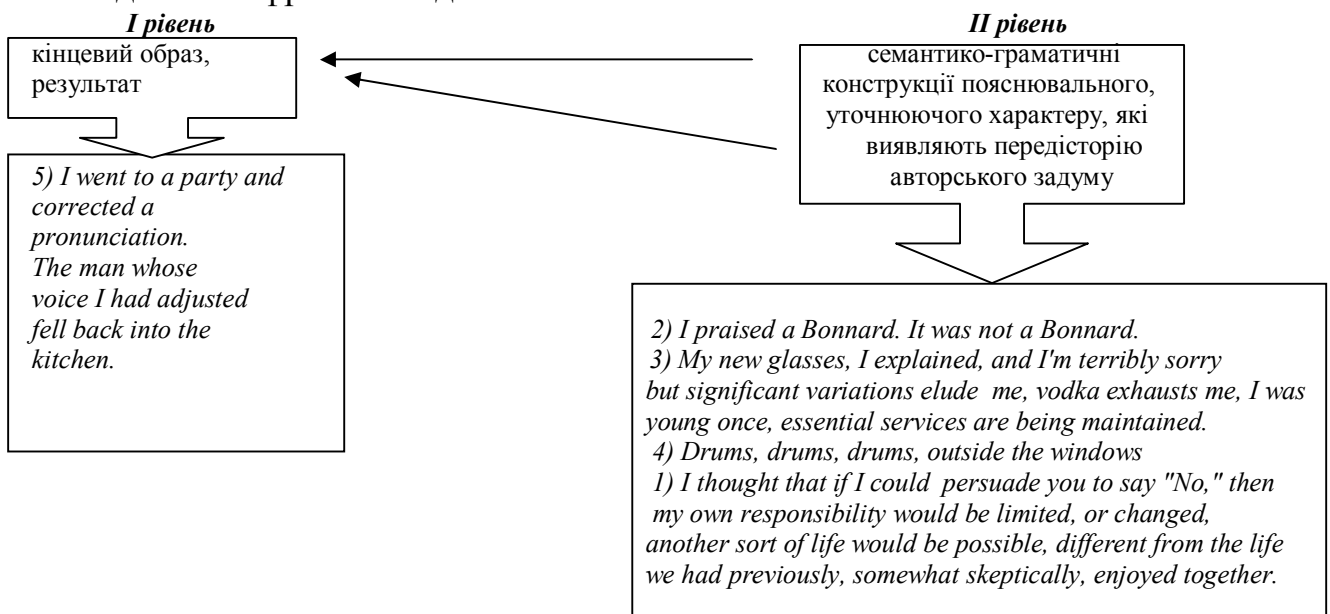 I рівень
кінцевий образ,
результат
5) I went to a party and
corrected a
pronunciation.
The man whose
voice I had adjusted
fell back into the
kitchen.
II рівень
семантико-граматичні
конструкції пояснювального,
уточнюючого характеру, які
виявляють передісторію
авторського задуму
2) I praised a Bonnard. It was not a Bonnard.
3) My new glasses, I explained, and I'm terribly sorry
but significant variations elude me, vodka exhausts me, I was
young once, essential services are being maintained.
4) Drums, drums, drums, outside the windows
1) I thought that if I could persuade you to say "No," then
my own responsibility would be limited, or changed,
another sort of life would be possible, different from the life
we had previously, somewhat skeptically, enjoyed together.